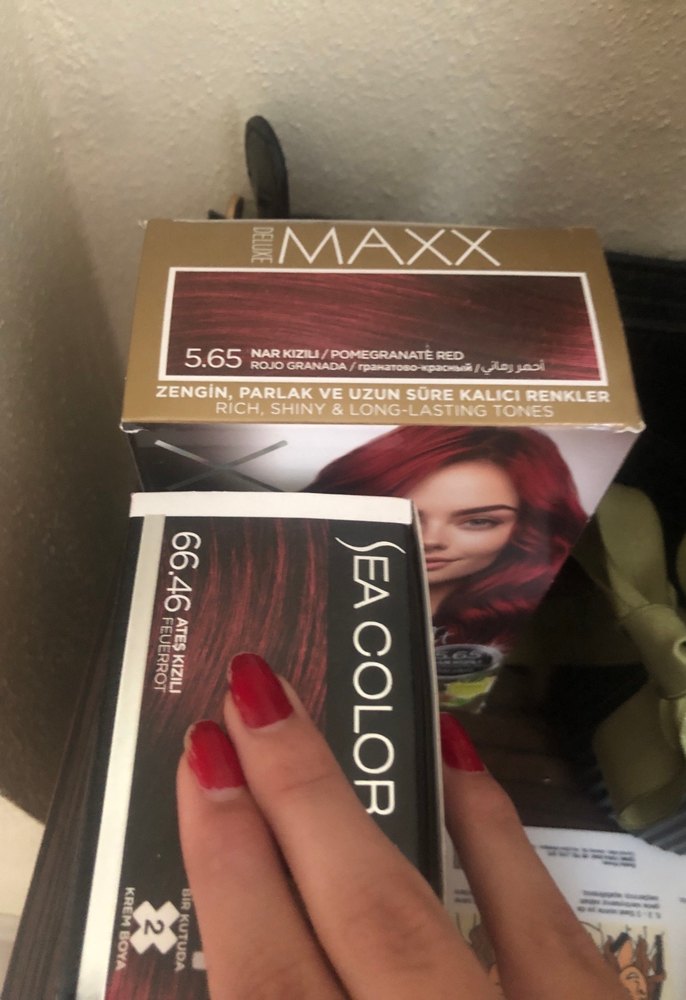 DELUXE MAXX
5.65 NAR KIZILI / POMEGRANATE RED
ROJO GRANADA / гранатово-красный / أحمر رماني
ZENGİN, PARLAK VE UZUN SÜRE KALICI RENKLER
RICH, SHINY & LONG-LASTING TONES
SEA COLOR
66.46 ATEŞ KIZILI
FEUERROT
BİR KUTUDA
2
KREM BOYA